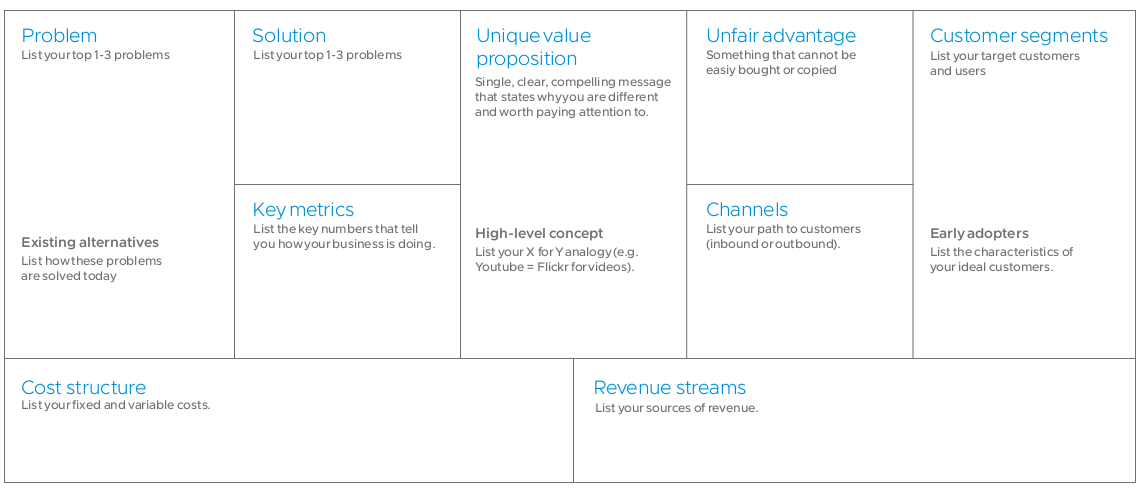 Problem
List your top 1-3 problems
Existing alternatives
List how these problems
are solved today
Solution
List your top 1-3 problems
Key metrics
List the key numbers that tell
you how your business is doing.
Unique value
proposition
Single, clear, compelling message
that states why you are different
and worth paying attention to.
High-level concept
List your X for Y analogy (e.g.
Youtube = Flickr for videos).
Unfair advantage
Something that cannot be
easiy bought or copied
Channels
List your path to customers
(inbound or outbound).
Customer segments
List your target customers
and users
Early adopters
List the characteristics of
your ideal customers.
Cost structure
List your fixed and variable costs.
Revenue streams
List your sources of revenue.